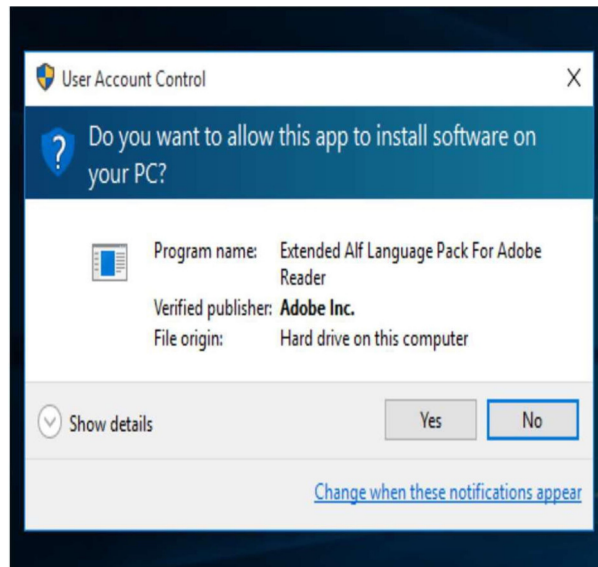 User Account Control
Do you want to allow this app to install software on
your PC?
Program name: Extended Alf Language Pack For Adobe
Reader
Verified publisher: Adobe Inc.
File origin: Hard drive on this computer
Show details
Yes
No
Change when these notifications appear